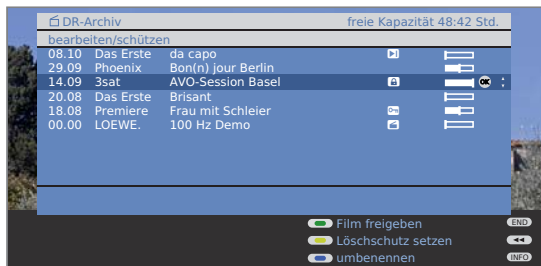 DR-Archiv freie Kapazität 48:42 Std.
bearbeiten/schützen
08.10 Das Erste da capo
29.09 Phoenix Bon(n) jour Berlin
14.09 3sat AVO-Session Basel OK
20.08 Das Erste Brisant
18.08 Premiere Frau mit Schleier
00.00 LOEWE. 100 Hz Demo
Film freigeben END
Löschschutz setzen
umbenennen INFO